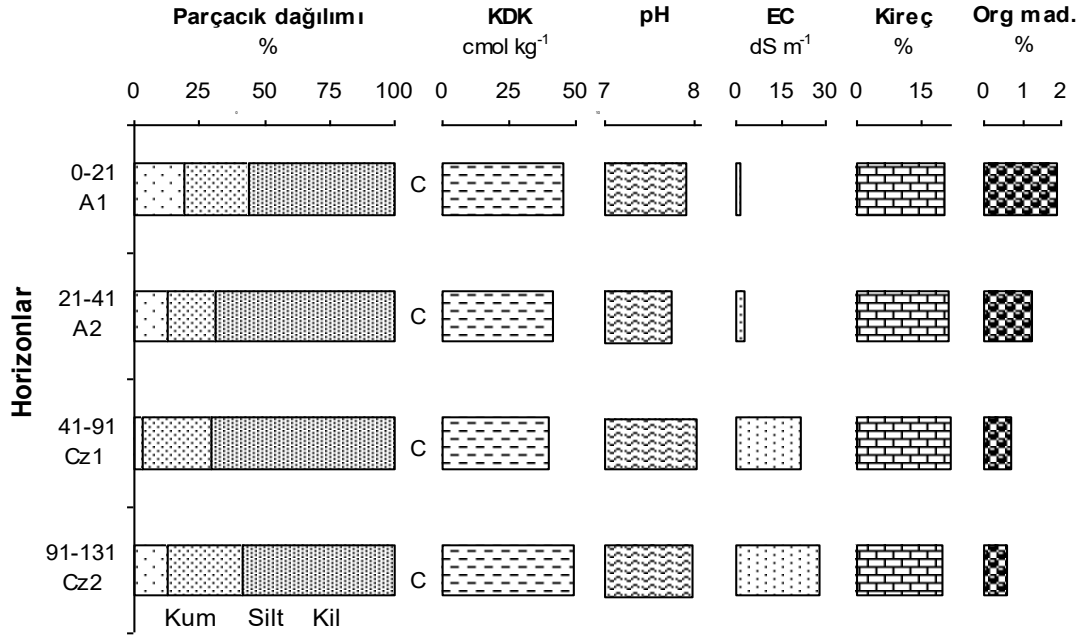 Parçacık dağılımı KDK pH EC Kireç Org mad.
% cmol kg-1 dS m-1 % %
0 25 50 75 100 0 25 50 7 8 0 15 30 0 15 0 1 2
0-21 C
A1
21-41 C
A2
41-91 C
Cz1
91-131 C
Cz2
Kum Silt Kil
Horizonlar